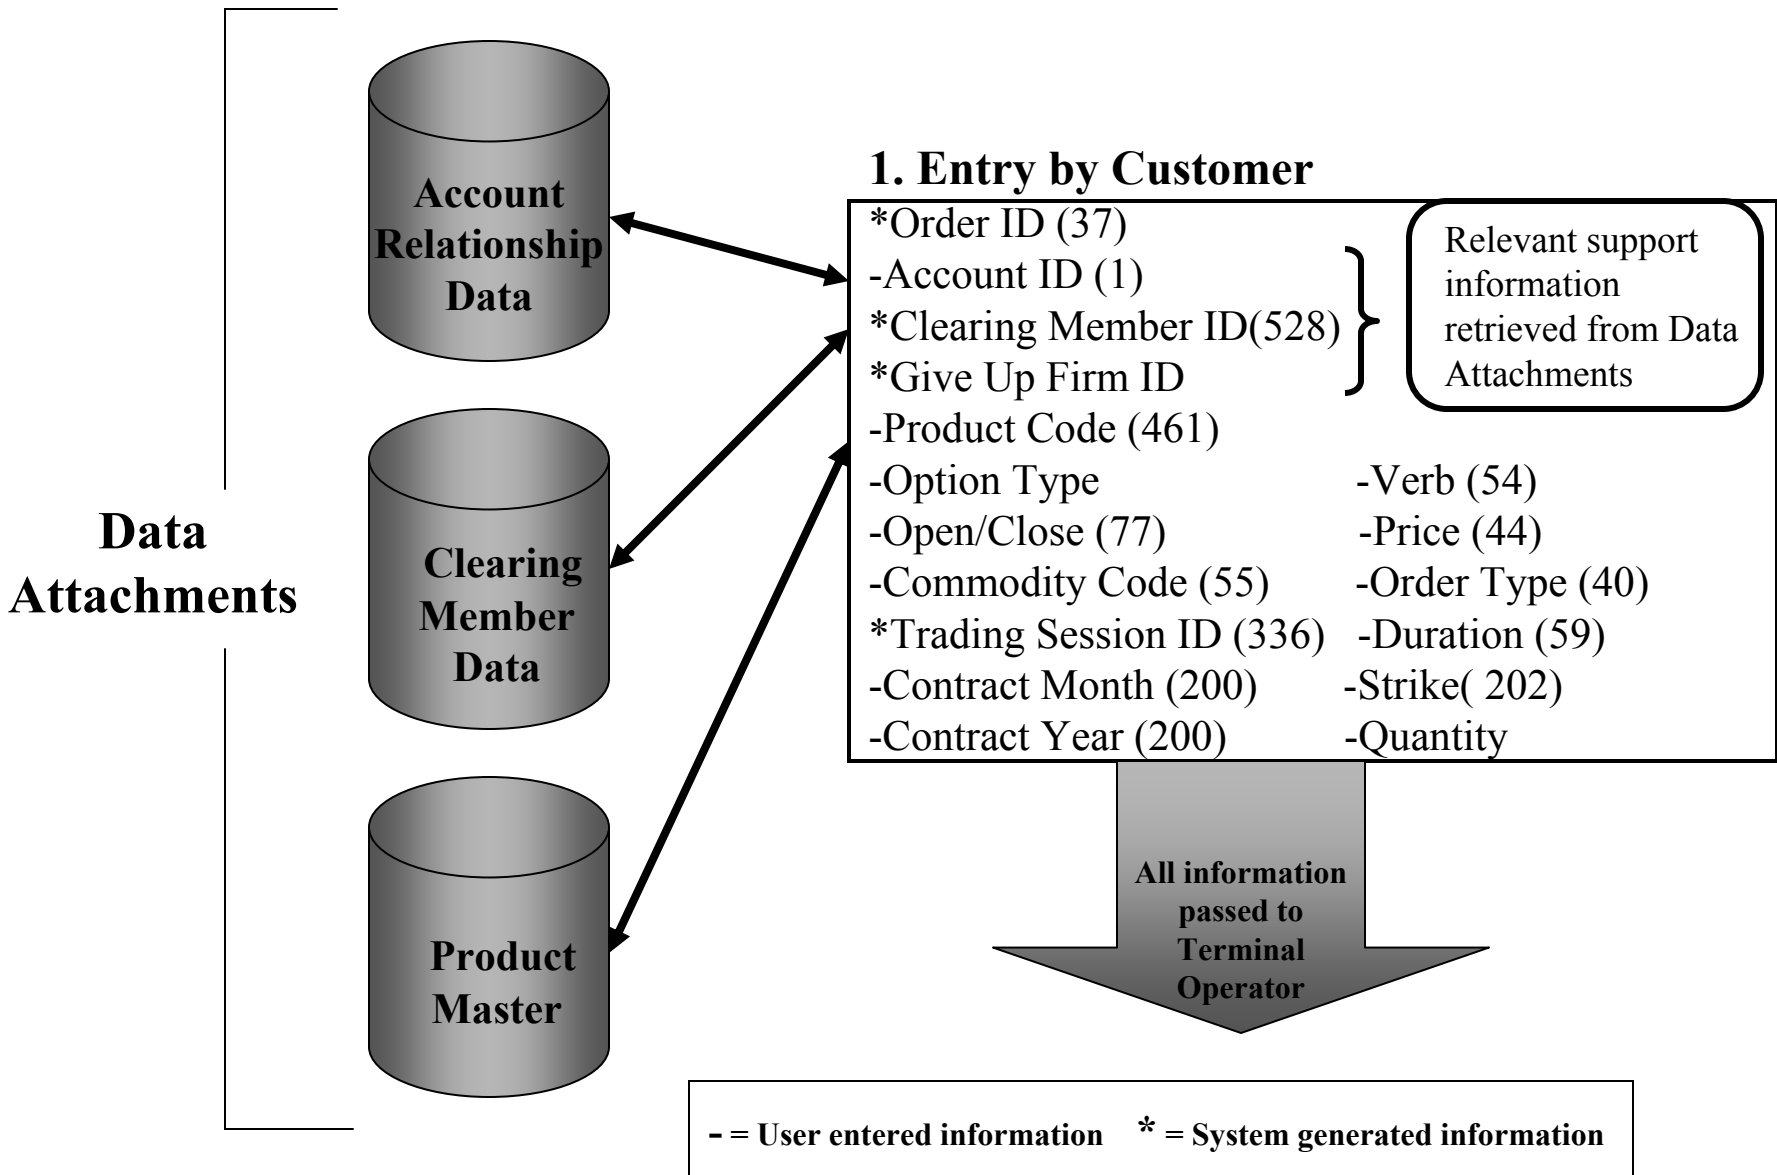 Data
Attachments
Account
Relationship
Data
Clearing
Member
Data
Product
Master
1. Entry by Customer
*Order ID (37)
-Account ID (1)
*Clearing Member ID(528)
*Give Up Firm ID
-Product Code (461)
-Option Type
-Open/Close (77)
-Commodity Code (55)
*Trading Session ID (336)
-Contract Month (200)
-Contract Year (200)
-Verb (54)
-Price (44)
-Order Type (40)
-Duration (59)
-Strike( 202)
-Quantity
Relevant support
information
retrieved from Data
Attachments
All information
passed to
Terminal
Operator
- = User entered information * = System generated information